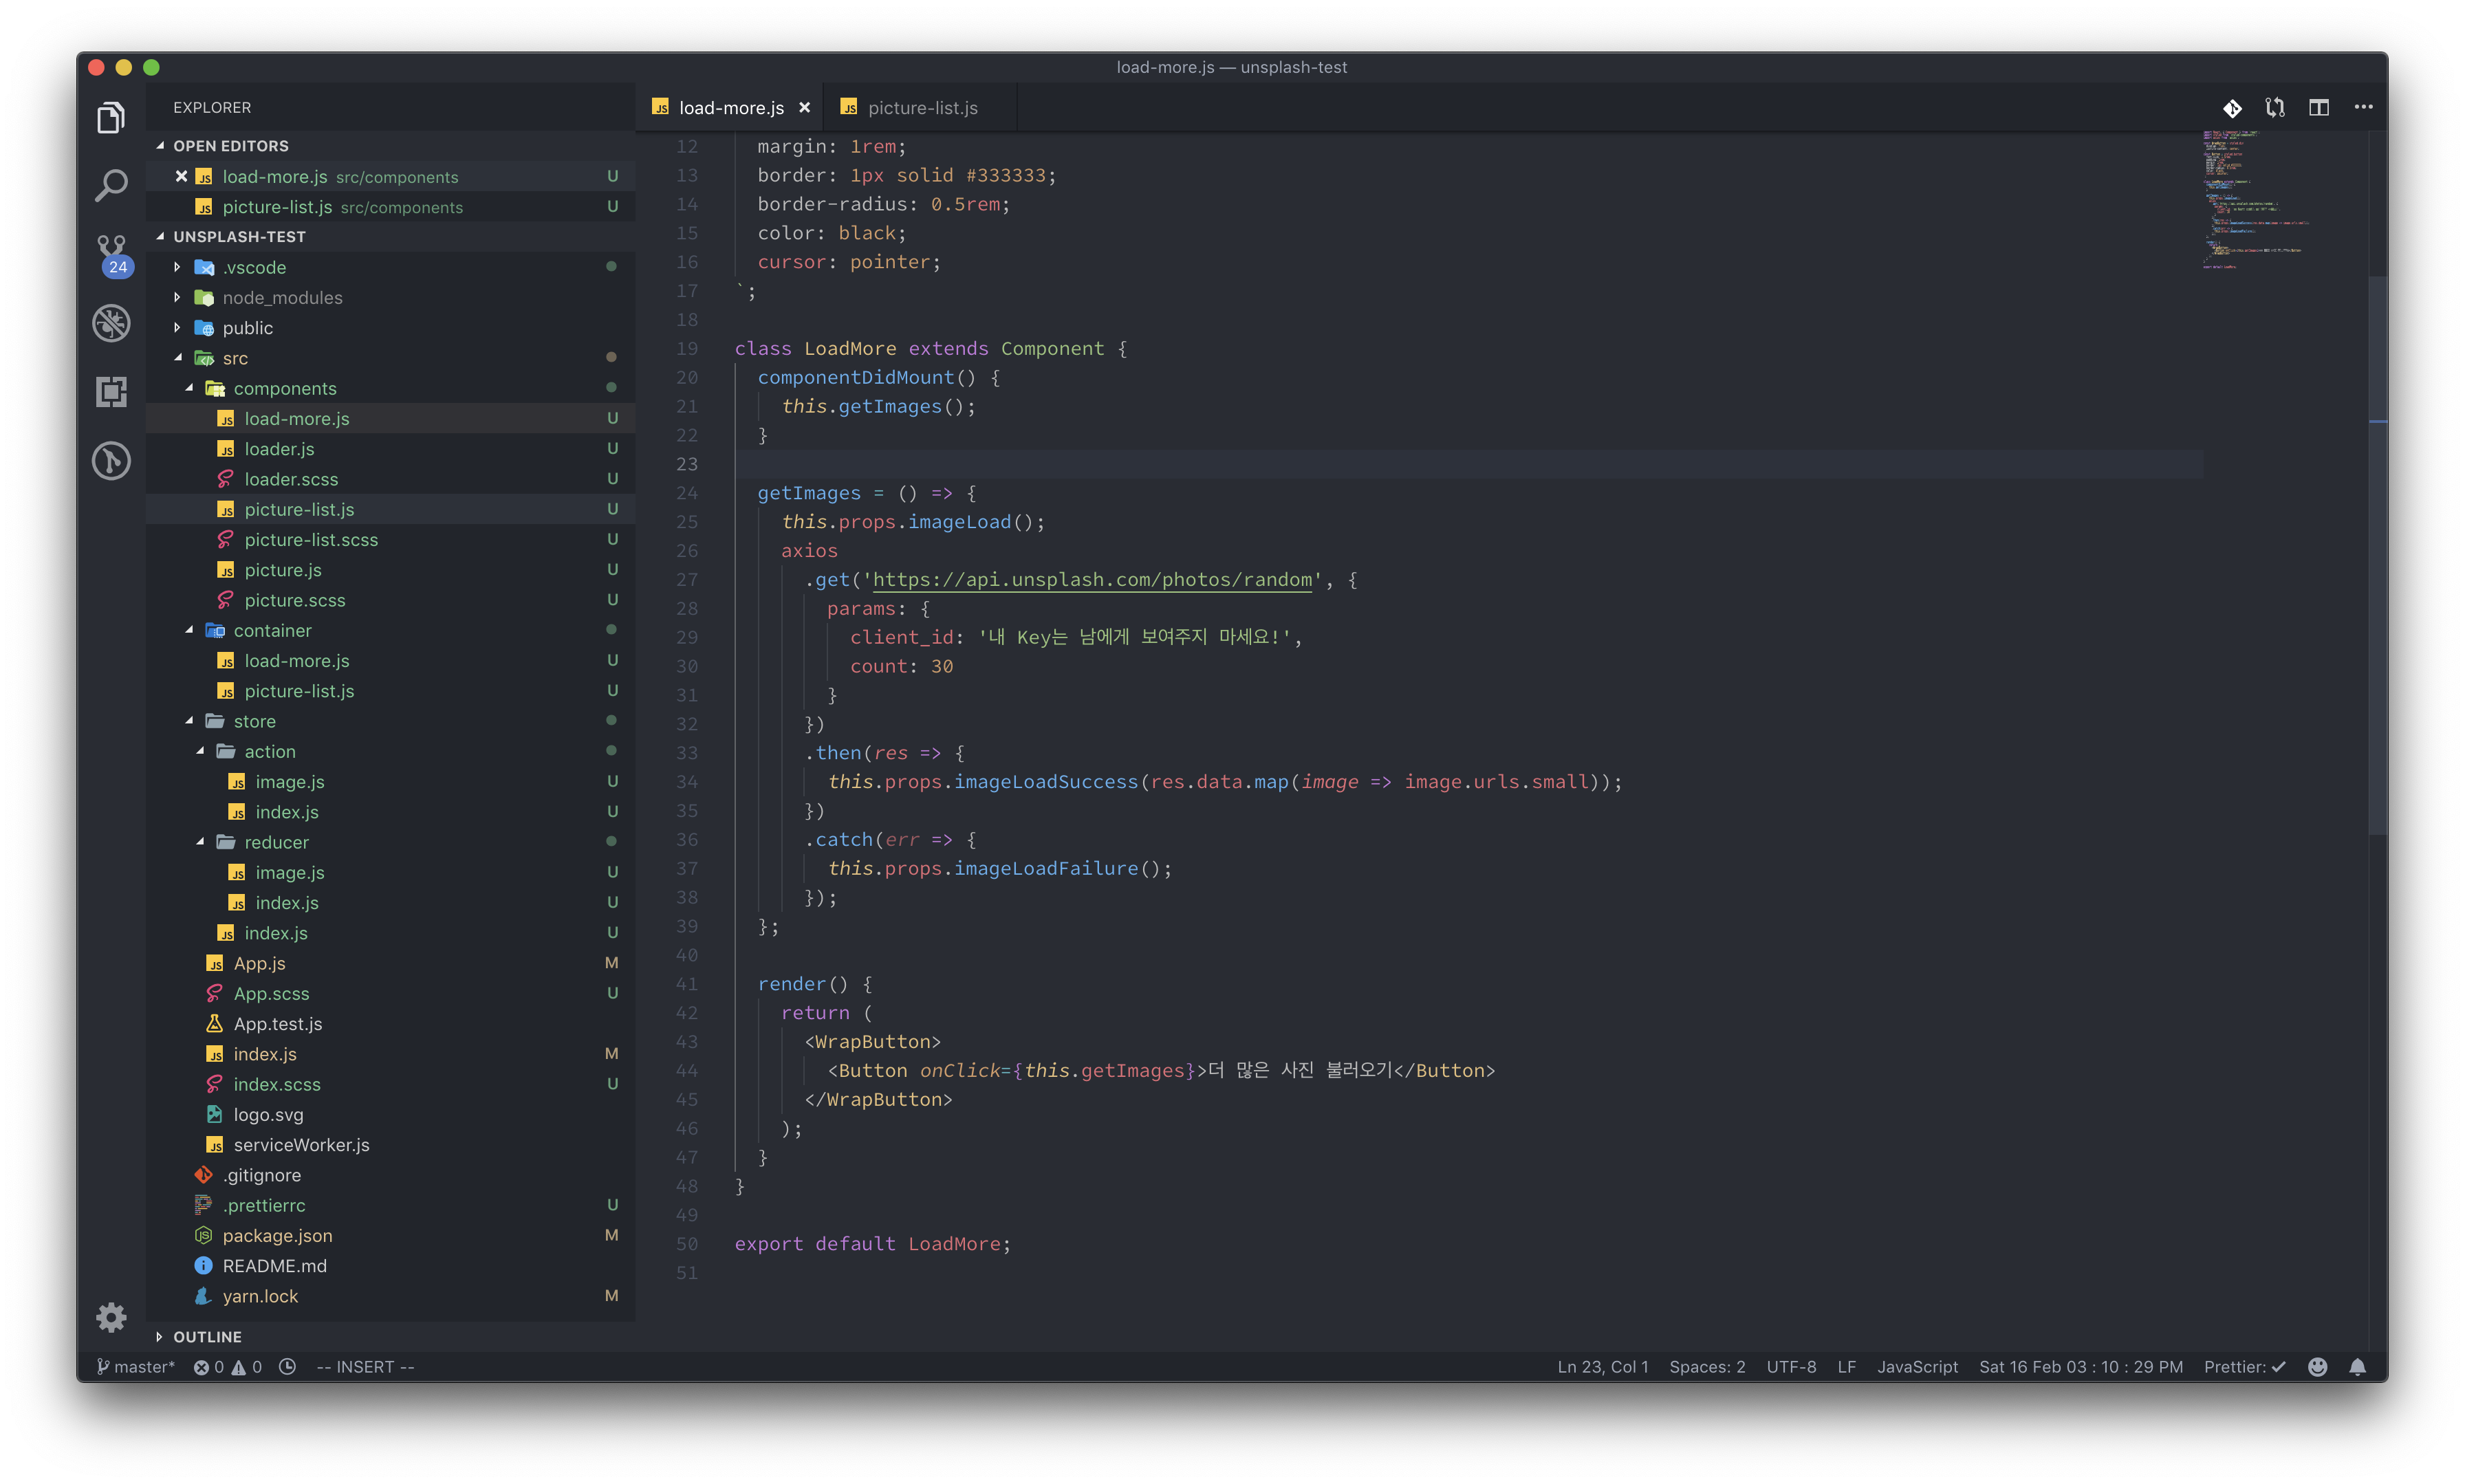 load-more.js — unsplash-test
EXPLORER
OPEN EDITORS
load-more.js src/components U
picture-list.js src/components U
UNSPLASH-TEST
.vscode
node_modules
public
src
components
load-more.js U
loader.js U
loader.scss U
picture-list.js U
picture-list.scss U
picture.js U
picture.scss U
container
load-more.js U
picture-list.js U
store
action
image.js U
index.js U
reducer
image.js U
index.js U
index.js U
App.js M
App.scss U
App.test.js
index.js M
index.scss U
logo.svg
serviceWorker.js
.gitignore
.prettierrc U
package.json M
README.md
yarn.lock M
OUTLINE
24
load-more.js
picture-list.js
12 margin: 1rem;
13 border: 1px solid #333333;
14 border-radius: 0.5rem;
15 color: black;
16 cursor: pointer;
17 `;
18
19 class LoadMore extends Component {
20 componentDidMount() {
21 this.getImages();
22 }
23
24 getImages = () => {
25 this.props.imageLoad();
26 axios
27 .get('https://api.unsplash.com/photos/random', {
28 params: {
29 client_id: '내 Key는 남에게 보여주지 마세요!',
30 count: 30
31 }
32 })
33 .then(res => {
34 this.props.imageLoadSuccess(res.data.map(image => image.urls.small));
35 })
36 .catch(err => {
37 this.props.imageLoadFailure();
38 });
39 };
40
41 render() {
42 return (
43 <WrapButton>
44 <Button onClick={this.getImages}>더 많은 사진 불러오기</Button>
45 </WrapButton>
46 );
47 }
48 }
49
50 export default LoadMore;
51
master* 0 0 -- INSERT -- Ln 23, Col 1 Spaces: 2 UTF-8 LF JavaScript Sat 16 Feb 03 : 10 : 29 PM Prettier: ✓